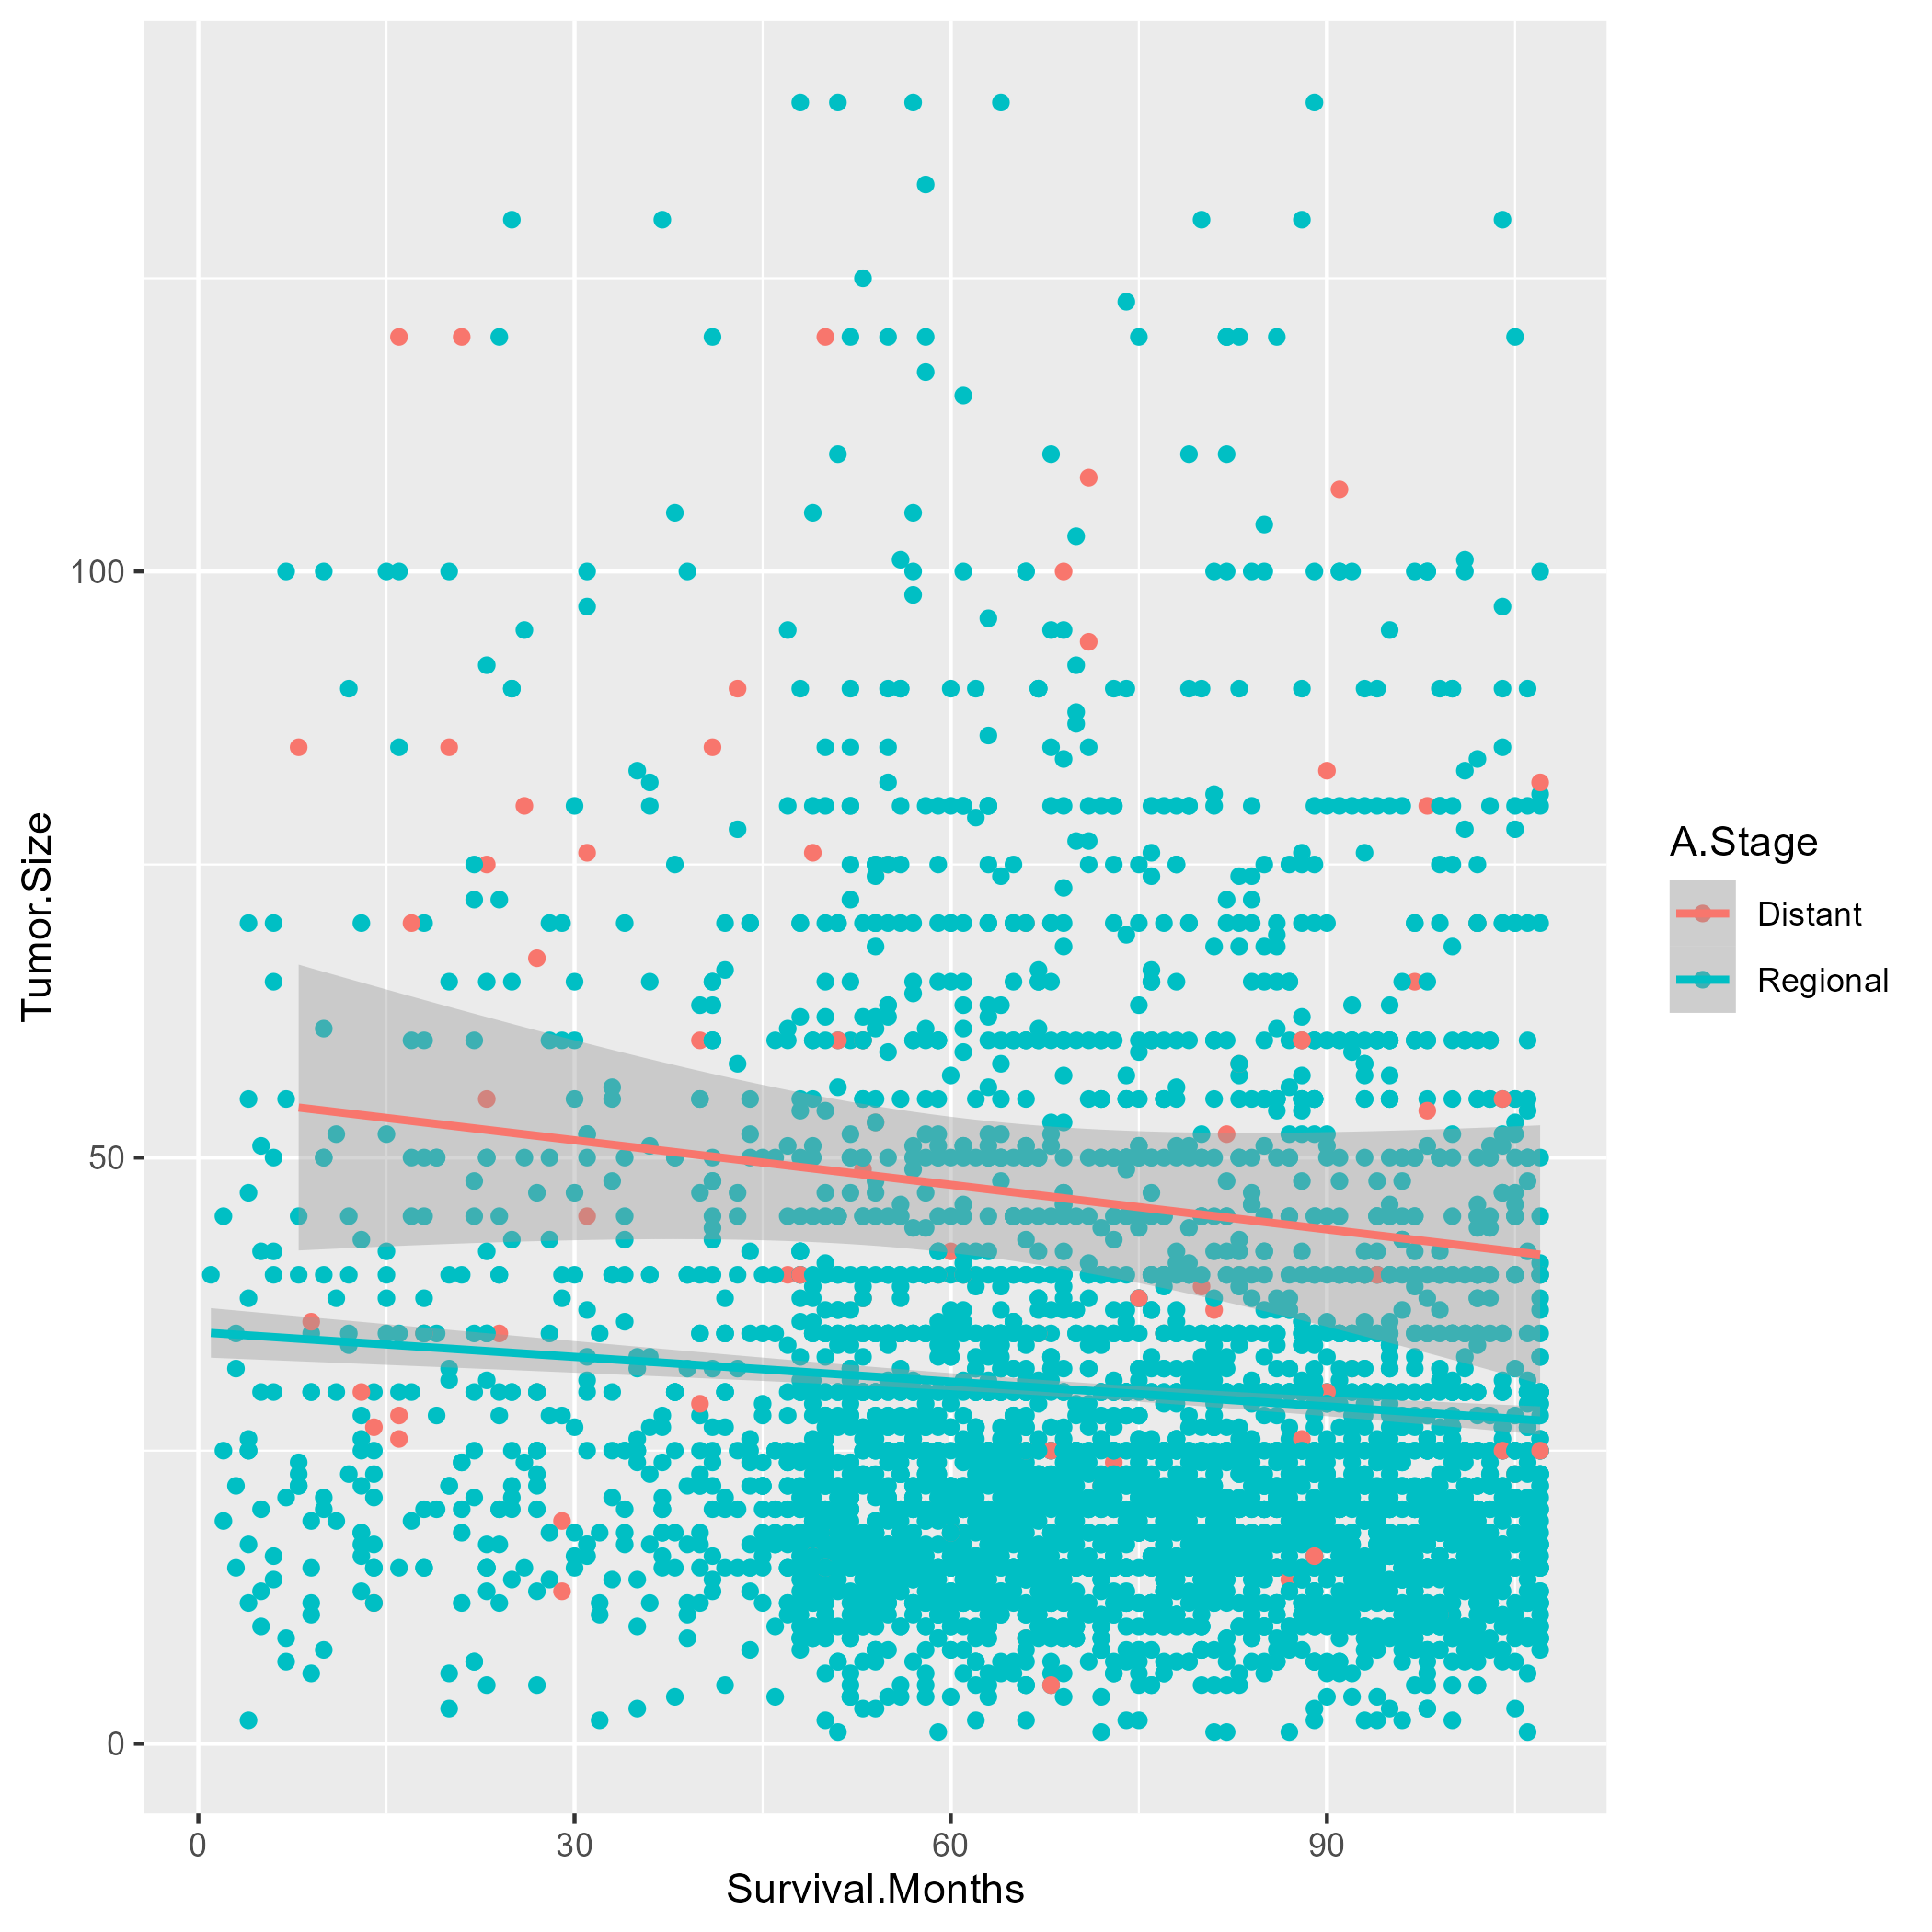 Tumor.Size
100
50
0
0 30 60 90
Survival.Months
A.Stage
Distant
Regional